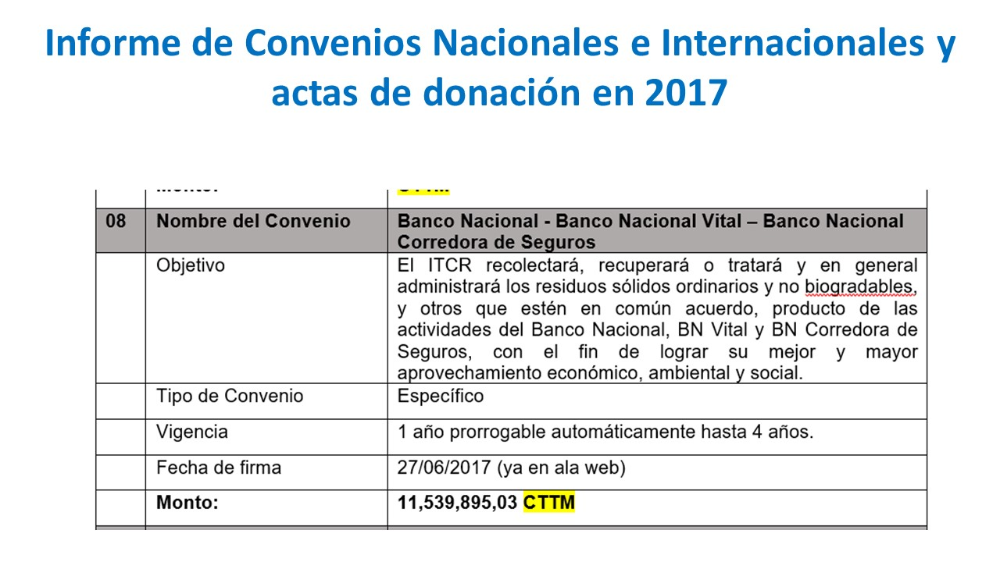 Informe de Convenios Nacionales e Internacionales y
actas de donación en 2017
Monto:
CTTM
08 Nombre del Convenio Banco Nacional - Banco Nacional Vital – Banco Nacional
Corredora de Seguros
Objetivo El ITCR recolectará, recuperará o tratará y en general
administrará los residuos sólidos ordinarios y no biogradables,
y otros que estén en común acuerdo, producto de las
actividades del Banco Nacional, BN Vital y BN Corredora de
Seguros, con el fin de lograr su mejor y mayor
aprovechamiento económico, ambiental y social.
Tipo de Convenio Específico
Vigencia 1 año prorrogable automáticamente hasta 4 años.
Fecha de firma 27/06/2017 (ya en ala web)
Monto: 11,539,895,03 CTTM